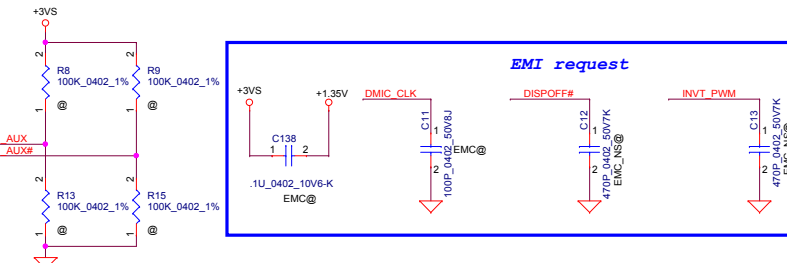 +3VS
2
R8
100K_0402_1%
1
@
2
R9
100K_0402_1%
1
@
_AUX
AUX#
2
R13
100K_0402_1%
1
@
2
R15
100K_0402_1%
1
@
EMI request
+3VS
+1.35V
C138
1 2
.1U_0402_10V6-K
EMC@
DMIC_CLK
C11
1
2
100P_0402_50V8J
EMC@
DISPOFF#
C12
1
2
470P_0402_50V7K
EMC_NS@
INVT_PWM
C13
1
2
470P_0402_50V7K
EMC_NS@